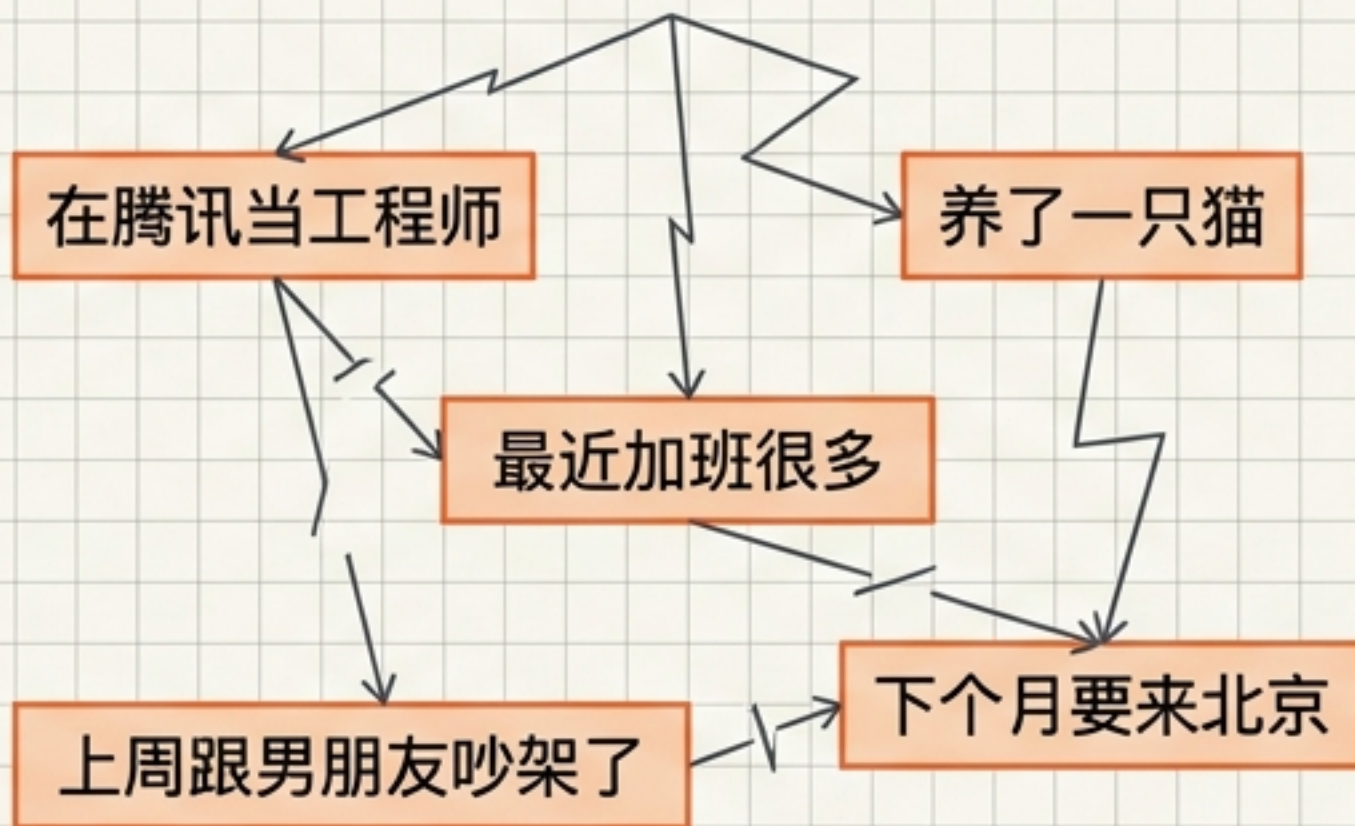 在腾讯当工程师
养了一只猫
最近加班很多
下个月要来北京
上周跟男朋友吵架了